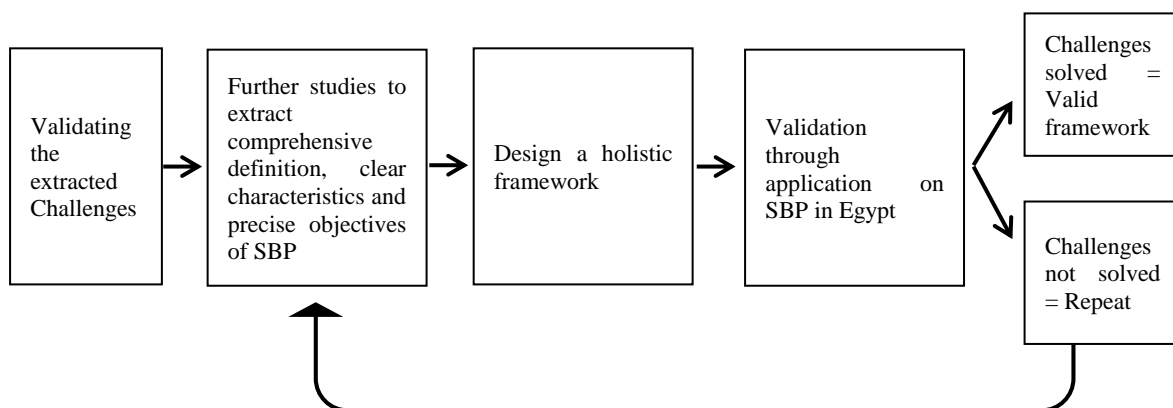 Validating
the
extracted
Challenges
Further studies to
extract
comprehensive
definition, clear
characteristics and
precise objectives
of SBP
Design a holistic
framework
Validation
through
application on
SBP in Egypt
Challenges
solved =
Valid
framework
Challenges
not solved
= Repeat